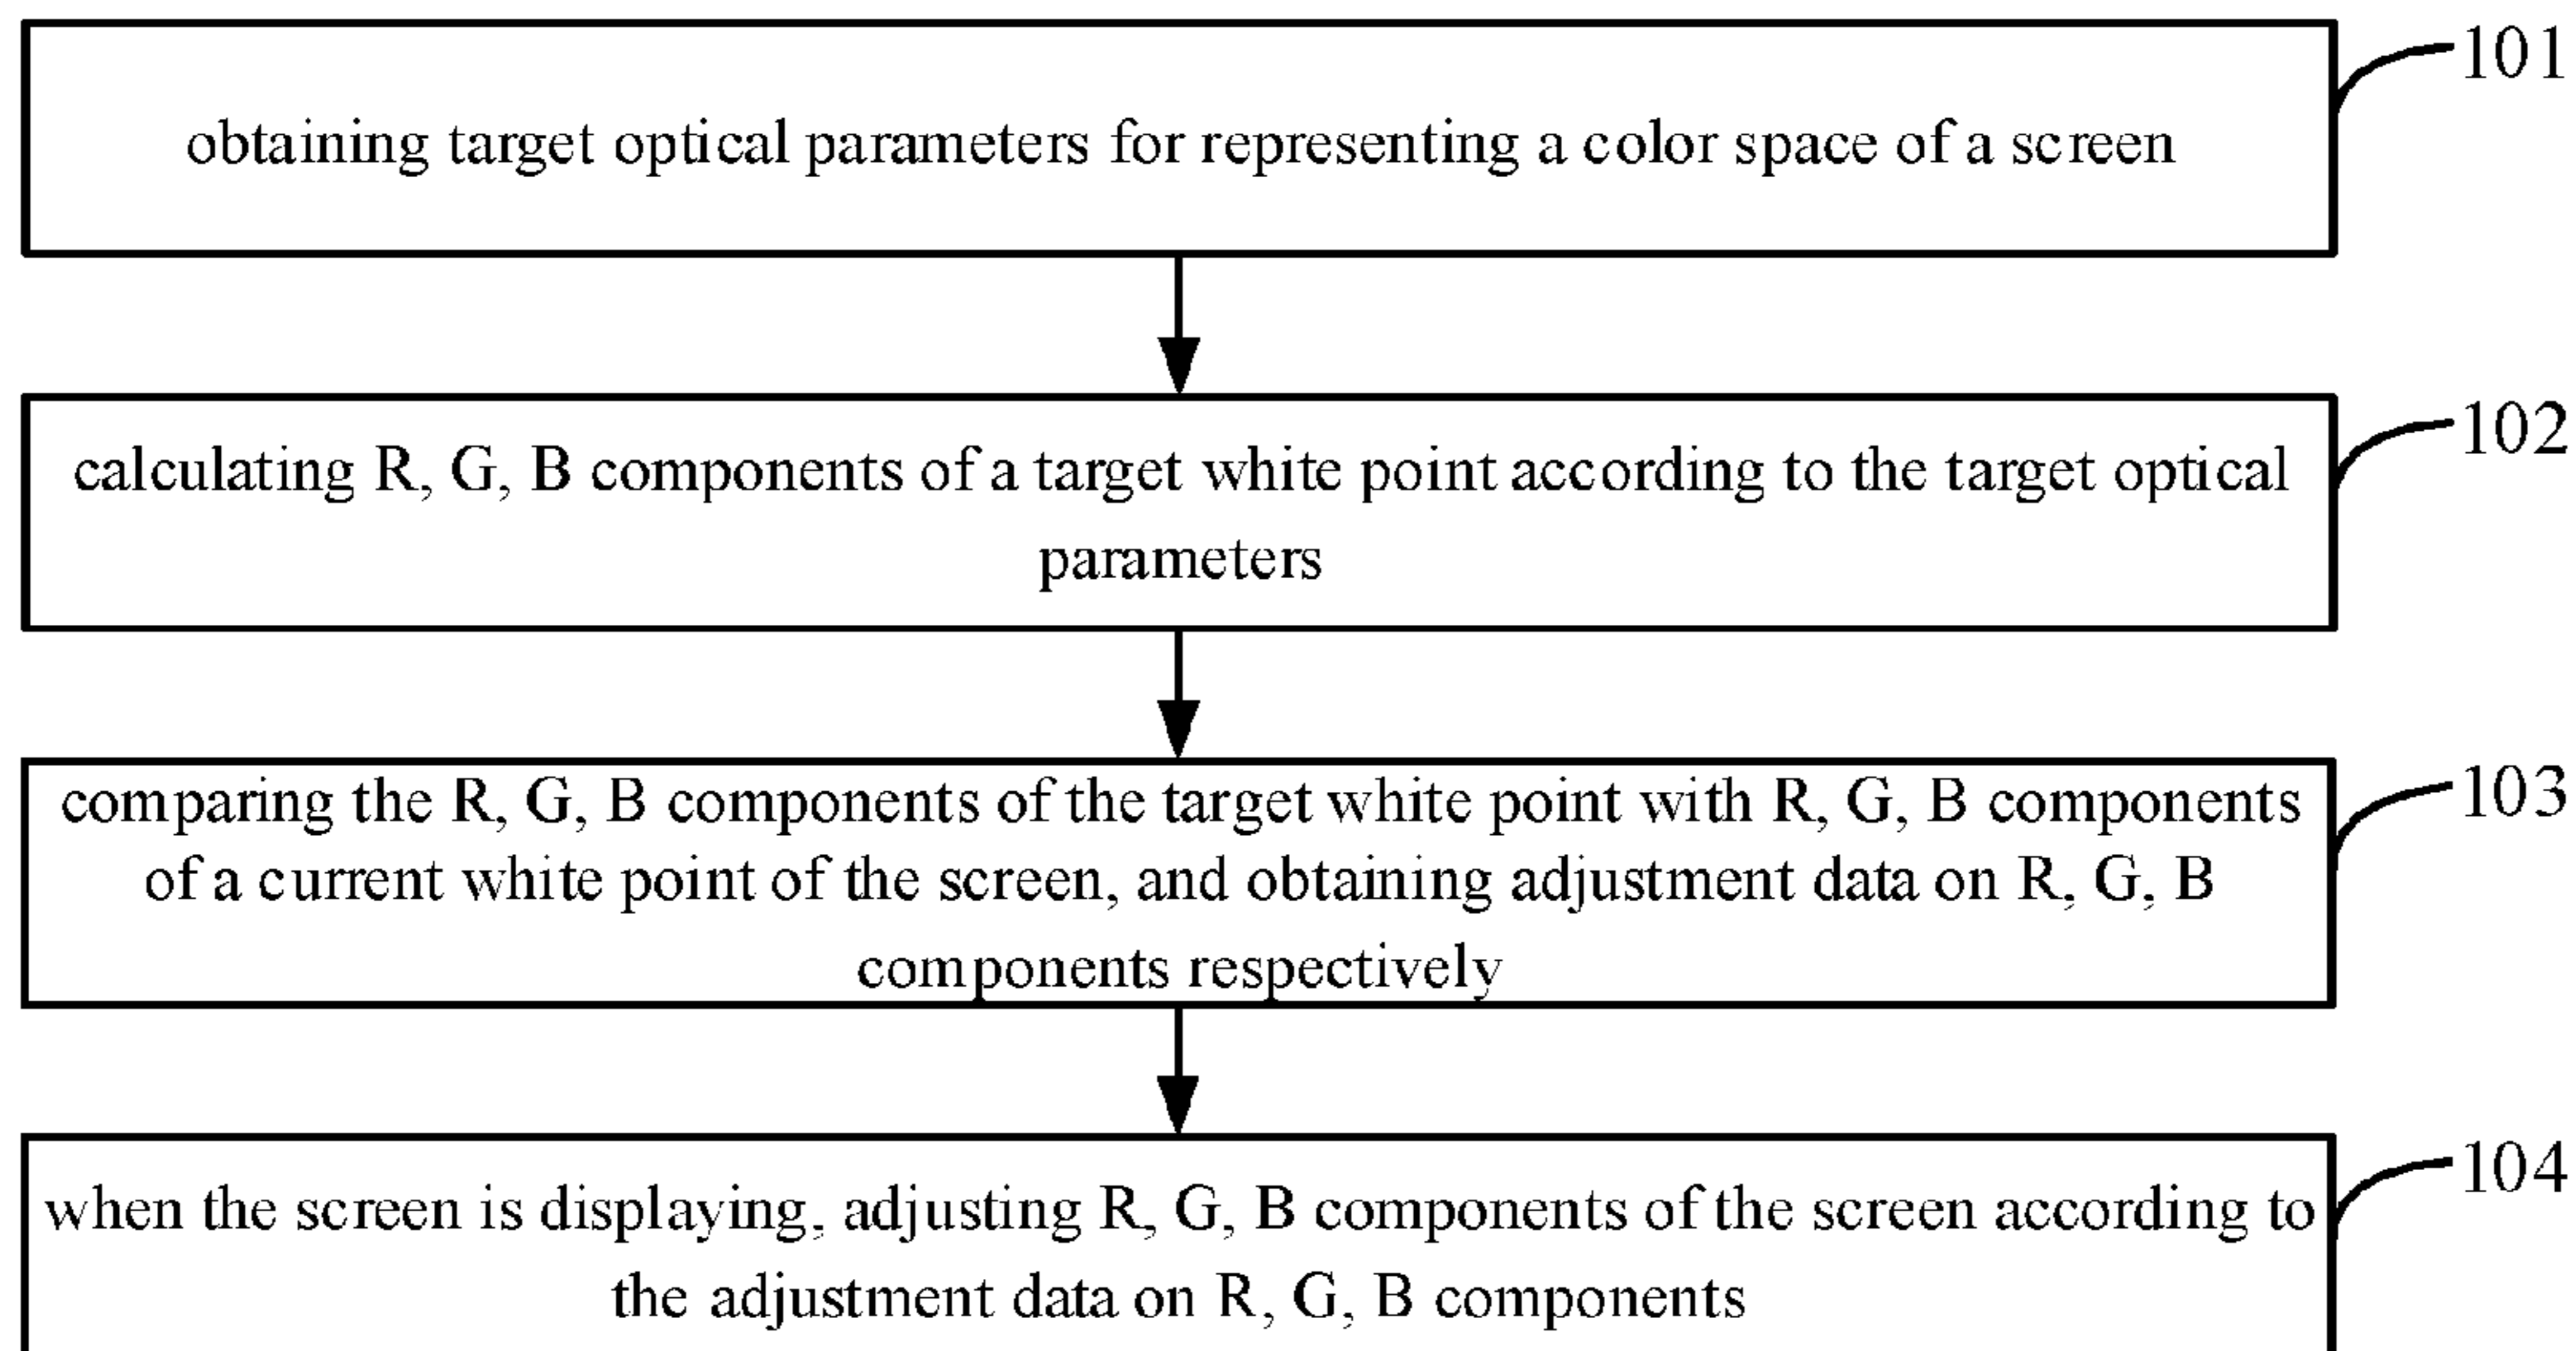 101
obtaining target optical parameters for representing a color space of a screen
102
calculating R, G, B components of a target white point according to the target optical
parameters
103
comparing the R, G, B components of the target white point with R, G, B components
of a current white point of the screen, and obtaining adjustment data on R, G, B
components respectively
104
when the screen is displaying, adjusting R, G, B components of the screen according to
the adjustment data on R, G, B components